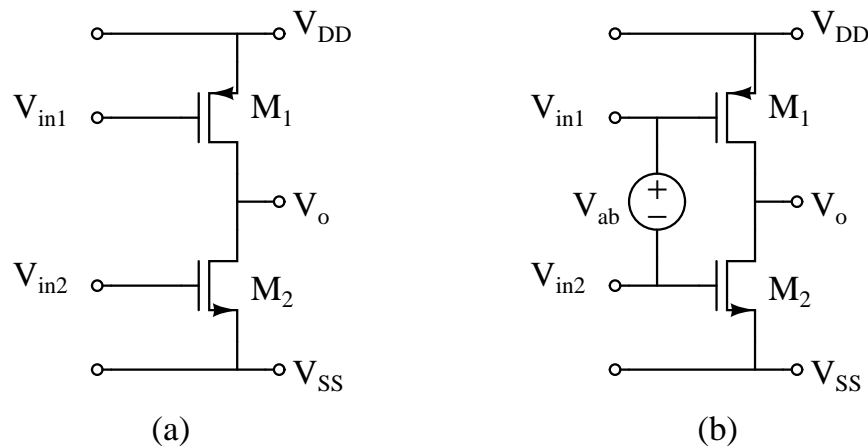 V_DD
V_in1
M_1
V_o
V_in2
M_2
V_SS
(a)
V_DD
V_in1
M_1
+
V_ab
−
V_o
V_in2
M_2
V_SS
(b)